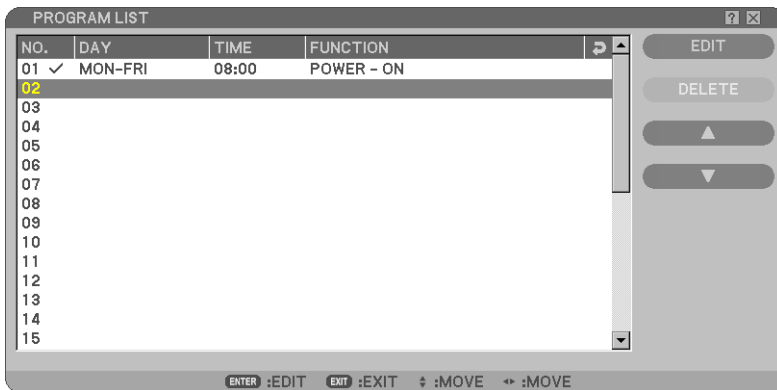 PROGRAM LIST
NO. DAY TIME FUNCTION
01 ✓ MON-FRI 08:00 POWER - ON
02
03
04
05
06
07
08
09
10
11
12
13
14
15
EDIT
DELETE
ENTER :EDIT EXIT :EXIT :MOVE :MOVE